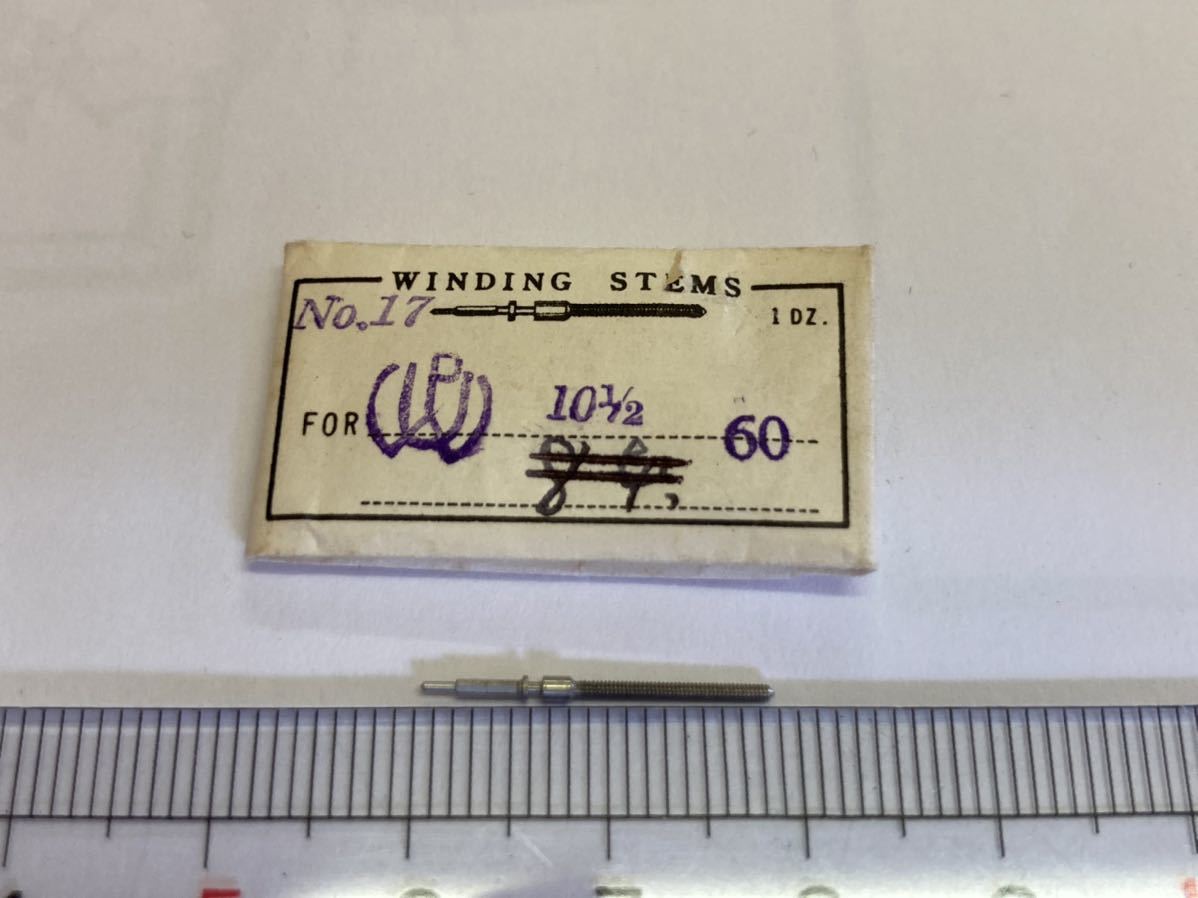 WINDING STEMS
No.17 1 DZ.
FOR 10½ 60